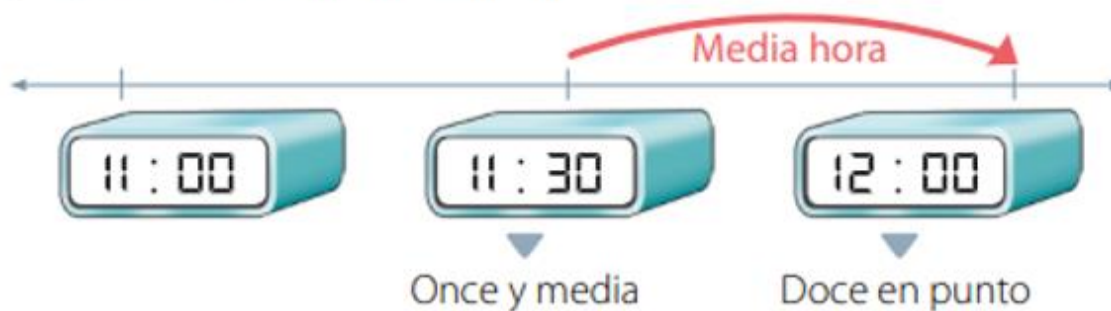 Media hora
11 : 00
11 : 30
12 : 00
Once y media
Doce en punto